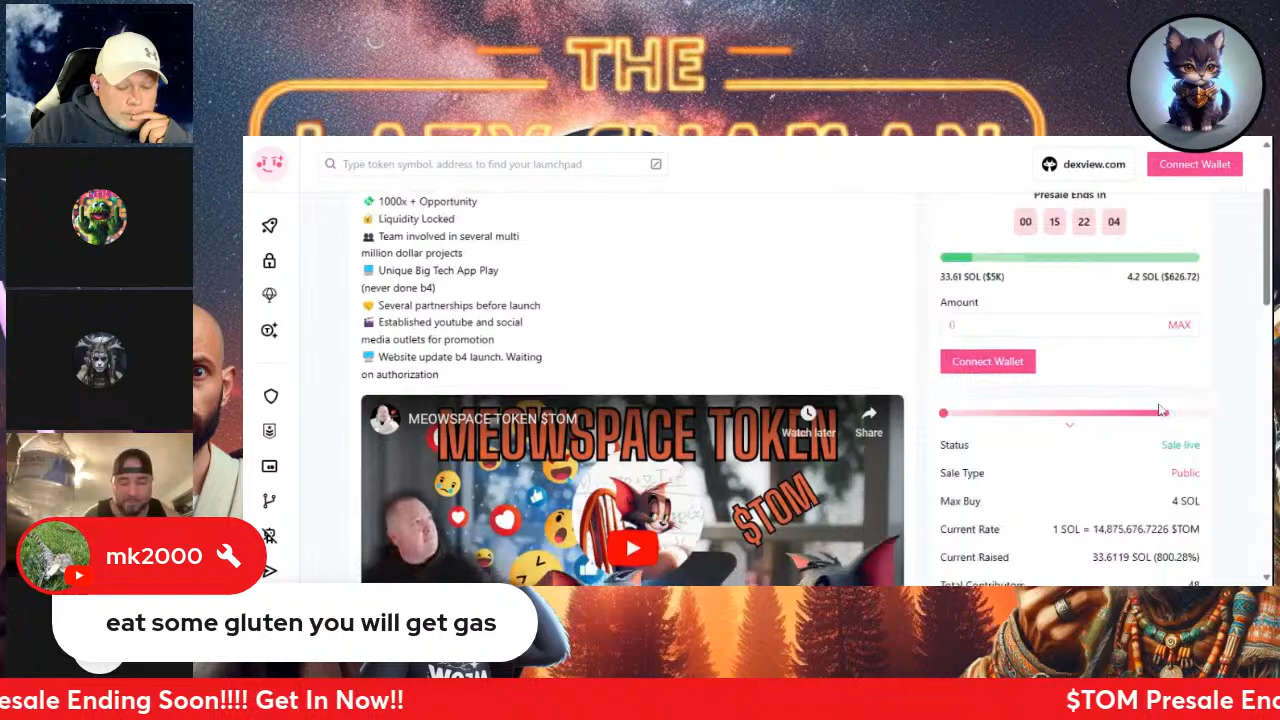 THE
LAZY SHAMAN
Type token symbol, address to find your launchpad
dexview.com
Connect Wallet
1000x + Opportunity
Liquidity Locked
Team involved in several multi
million dollar projects
Unique Big Tech App Play
(never done b4)
Several partnerships before launch
Established youtube and social
media outlets for promotion
Website update b4 launch. Waiting
on authorization
MEOWSPACE TOKEN $TOM
Watch later
Share
MEOWSPACE TOKEN
$TOM
Presale Ends In
00 15 22 04
33.61 SOL ($5K) 4.2 SOL ($626.72)
Amount
0 MAX
Connect Wallet
Status Sale live
Sale Type Public
Max Buy 4 SOL
Current Rate 1 SOL = 14,875,676.7226 $TOM
Current Raised 33.6119 SOL (800.28%)
Total Contributors 48
mk2000
eat some gluten you will get gas
esale Ending Soon!!!! Get In Now!! $TOM Presale End